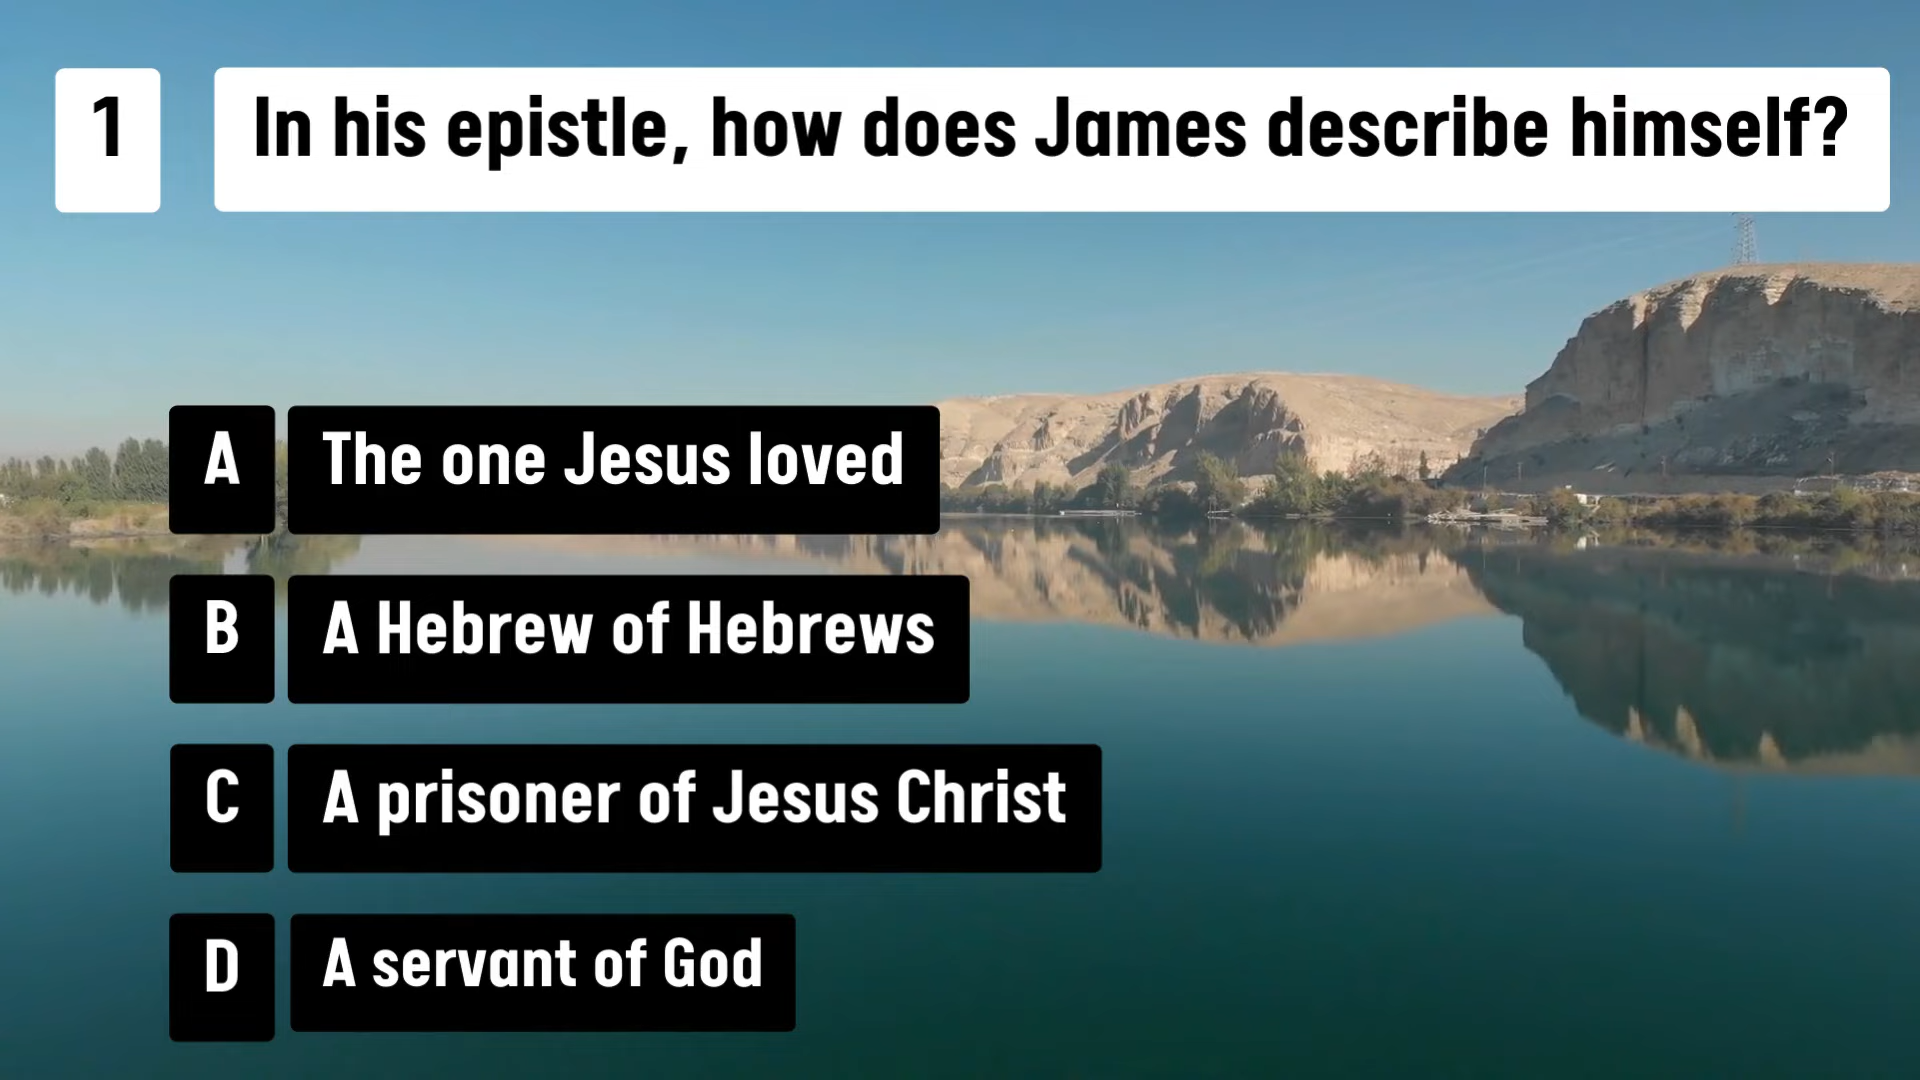 1
In his epistle, how does James describe himself?
A
The one Jesus loved
B
A Hebrew of Hebrews
C
A prisoner of Jesus Christ
D
A servant of God